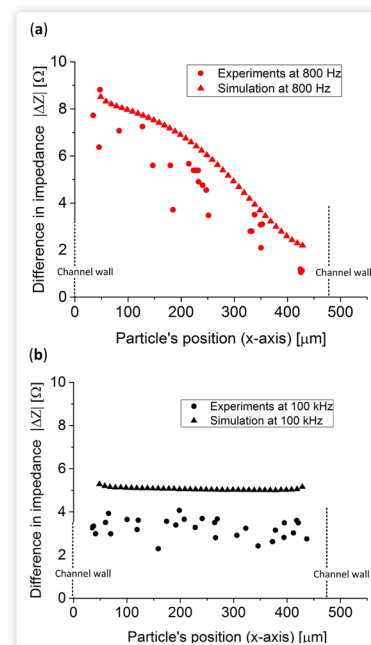 (a)
10
Experiments at 800 Hz
Simulation at 800 Hz
8
6
4
2
0
Difference in impedance |ΔZ| [Ω]
Channel wall
Channel wall
0 100 200 300 400 500
Particle's position (x-axis) [µm]
(b)
10
Experiments at 100 kHz
Simulation at 100 kHz
8
6
4
2
0
Difference in impedance |ΔZ| [Ω]
Channel wall
Channel wall
0 100 200 300 400 500
Particle's position (x-axis) [µm]